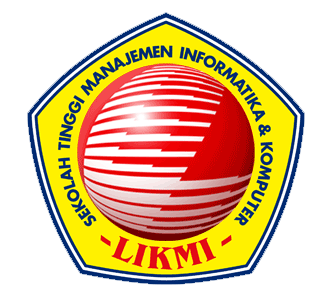 SEKOLAH TINGGI MANAJEMEN INFORMATIKA & KOMPUTER
- LIKMI -